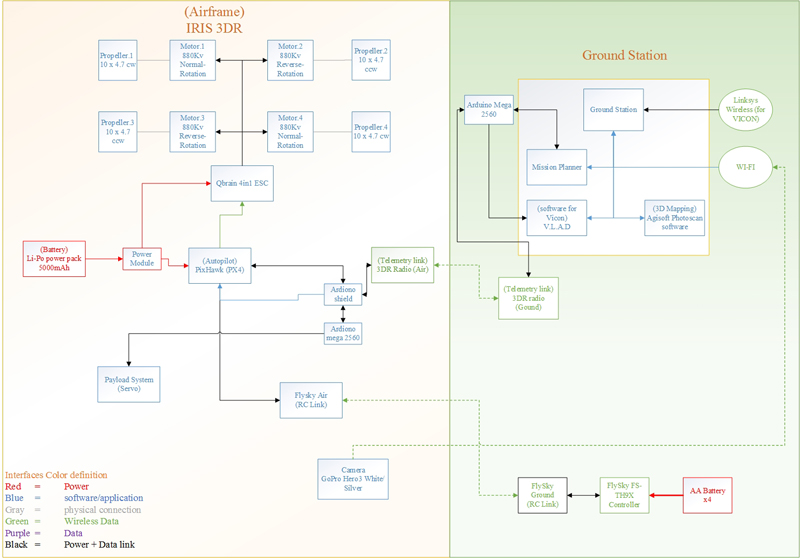 (Airframe)
IRIS 3DR
Propeller.1
10 x 4.7 cw
Motor.1
880Kv
Normal-
Rotation
Motor.2
880Kv
Reverse-
Rotation
Propeller.2
10 x 4.7
ccw
Propeller.3
10 x 4.7
ccw
Motor.3
880Kv
Reverse-
Rotation
Motor.4
880Kv
Normal-
Rotation
Propeller.4
10 x 4.7 cw
Qbrain 4in1 ESC
(Battery)
Li-Po power pack
5000mAh
Power
Module
(Autopilot)
PixHawk (PX4)
(Telemetry link)
3DR Radio (Air)
Ardiono
shield
Ardiono
mega 2560
Payload System
(Servo)
Flysky Air
(RC Link)
Camera
GoPro Hero3 White/
Silver
Interfaces Color definition
Red = Power
Blue = software/application
Gray = physical connection
Green = Wireless Data
Purple = Data
Black = Power + Data link
Ground Station
Arduino Mega
2560
Ground Station
Linksys
Wireless (for
VICON)
Mission Planner
WI-FI
(software for
Vicon)
V.L.A.D
(3D Mapping)
Agisoft Photoscan
software
(Telemetry link)
3DR radio
(Gound)
FlySky
Ground
(RC Link)
FlySky FS-
TH9X
Controller
AA Battery
x4